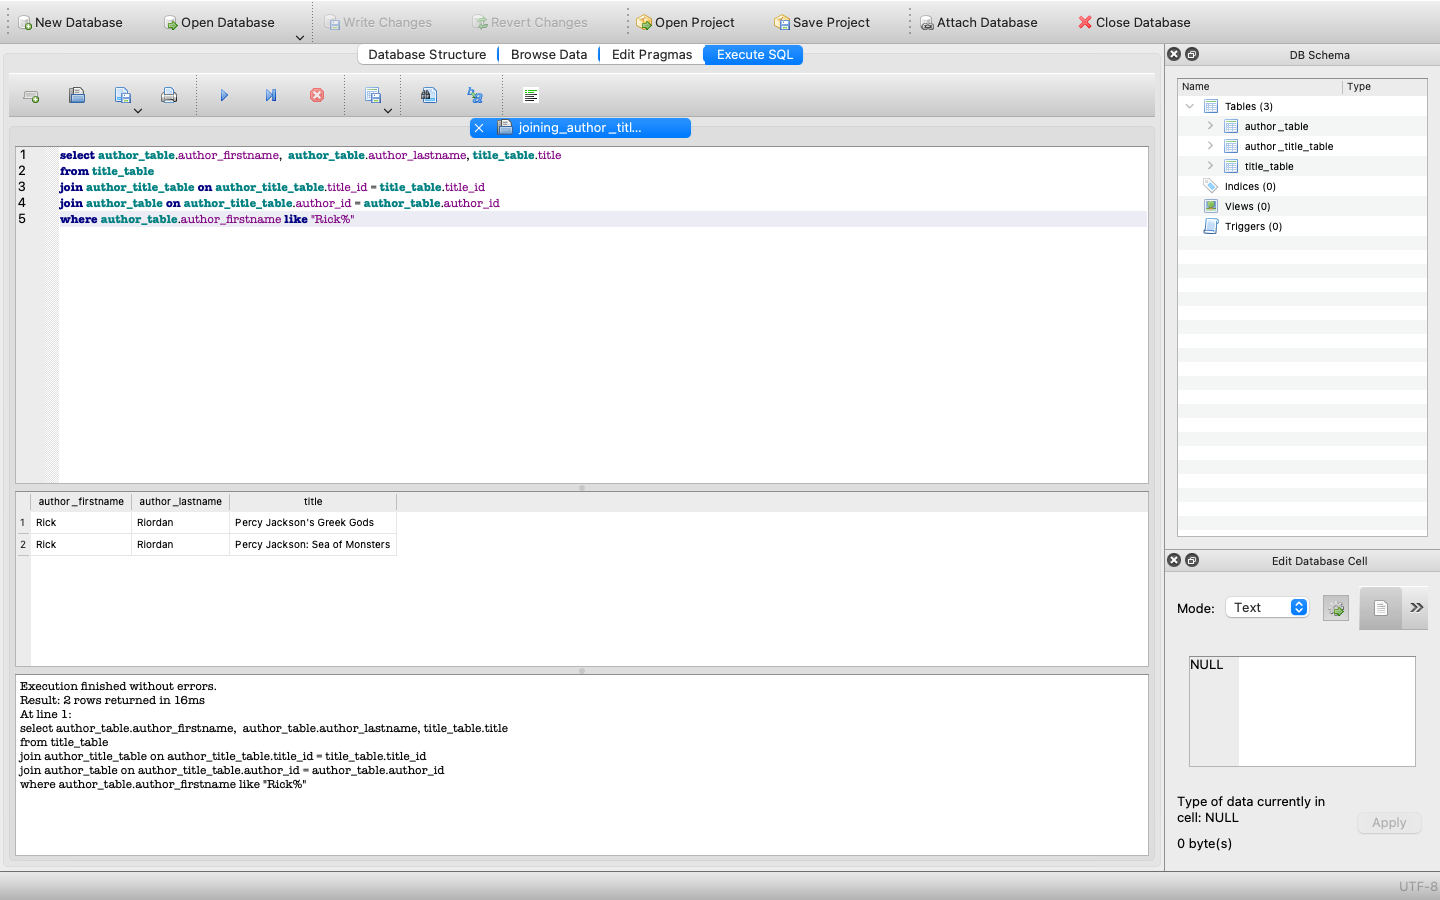 New Database
Open Database
Write Changes
Revert Changes
Open Project
Save Project
Attach Database
Close Database
Database Structure
Browse Data
Edit Pragmas
Execute SQL
joining_author_titl...
1 select author_table.author_firstname,  author_table.author_lastname, title_table.title
2 from title_table
3 join author_title_table on author_title_table.title_id = title_table.title_id
4 join author_table on author_title_table.author_id = author_table.author_id
5 where author_table.author_firstname like "Rick%"
author_firstname author_lastname title
1 Rick Riordan Percy Jackson's Greek Gods
2 Rick Riordan Percy Jackson: Sea of Monsters
Execution finished without errors.
Result: 2 rows returned in 16ms
At line 1:
select author_table.author_firstname,  author_table.author_lastname, title_table.title
from title_table
join author_title_table on author_title_table.title_id = title_table.title_id
join author_table on author_title_table.author_id = author_table.author_id
where author_table.author_firstname like "Rick%"
DB Schema
Name Type
Tables (3)
author_table
author_title_table
title_table
Indices (0)
Views (0)
Triggers (0)
Edit Database Cell
Mode: Text
NULL
Type of data currently in
cell: NULL
0 byte(s)
Apply
UTF-8